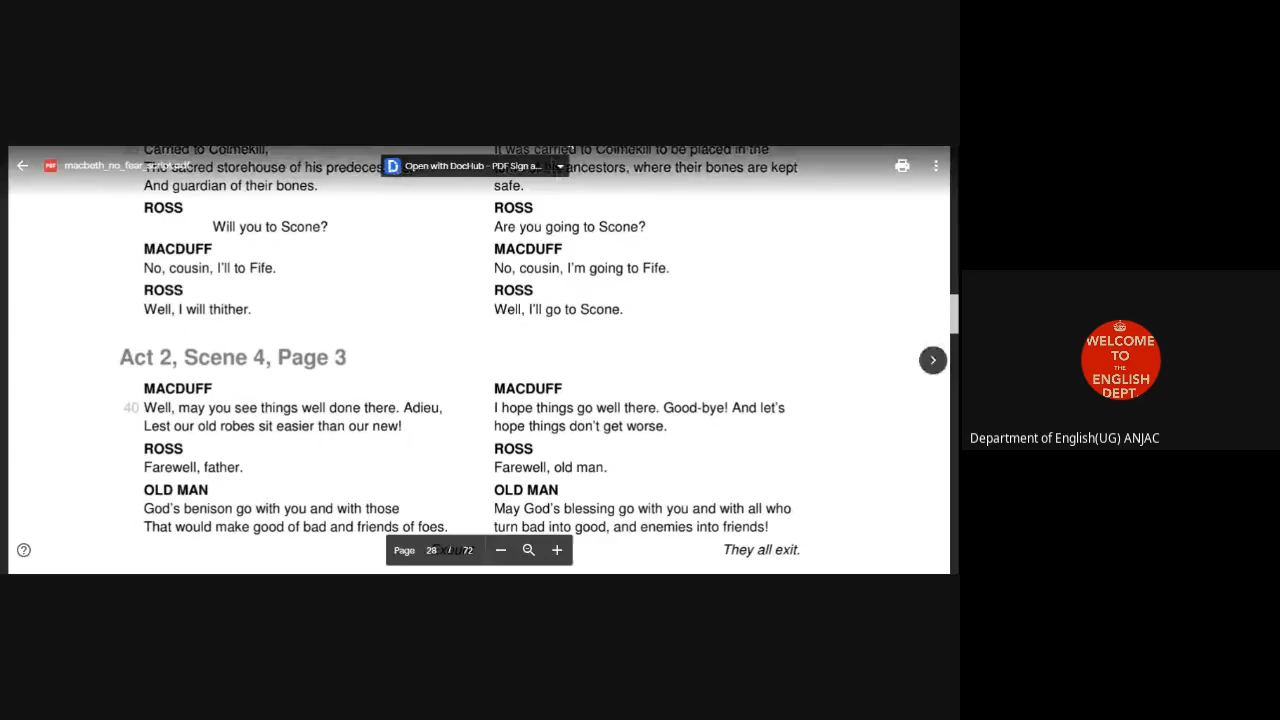 Carried to Colmekill,
The sacred storehouse of his
And guardian of their bones.
ROSS
Will you to Scone?
MACDUFF
No, cousin, I'll to Fife.
ROSS
Well, I will thither.
It was carried to Colmekill to be placed in the
ancestors, where their bones are kept
safe.
ROSS
Are you going to Scone?
MACDUFF
No, cousin, I'm going to Fife.
ROSS
Well, I'll go to Scone.
Open with DocHub - PDF Sign a...
Act 2, Scene 4, Page 3
MACDUFF
40 Well, may you see things well done there. Adieu,
Lest our old robes sit easier than our new!
ROSS
Farewell, father.
OLD MAN
God's benison go with you and with those
That would make good of bad and friends of foes.
MACDUFF
I hope things go well there. Good-bye! And let's
hope things don't get worse.
ROSS
Farewell, old man.
OLD MAN
May God's blessing go with you and with all who
turn bad into good, and enemies into friends!
They all exit.
Page 28 / 72
WELCOME
TO
THE
ENGLISH
DEPT.
Department of English(UG) ANJAC